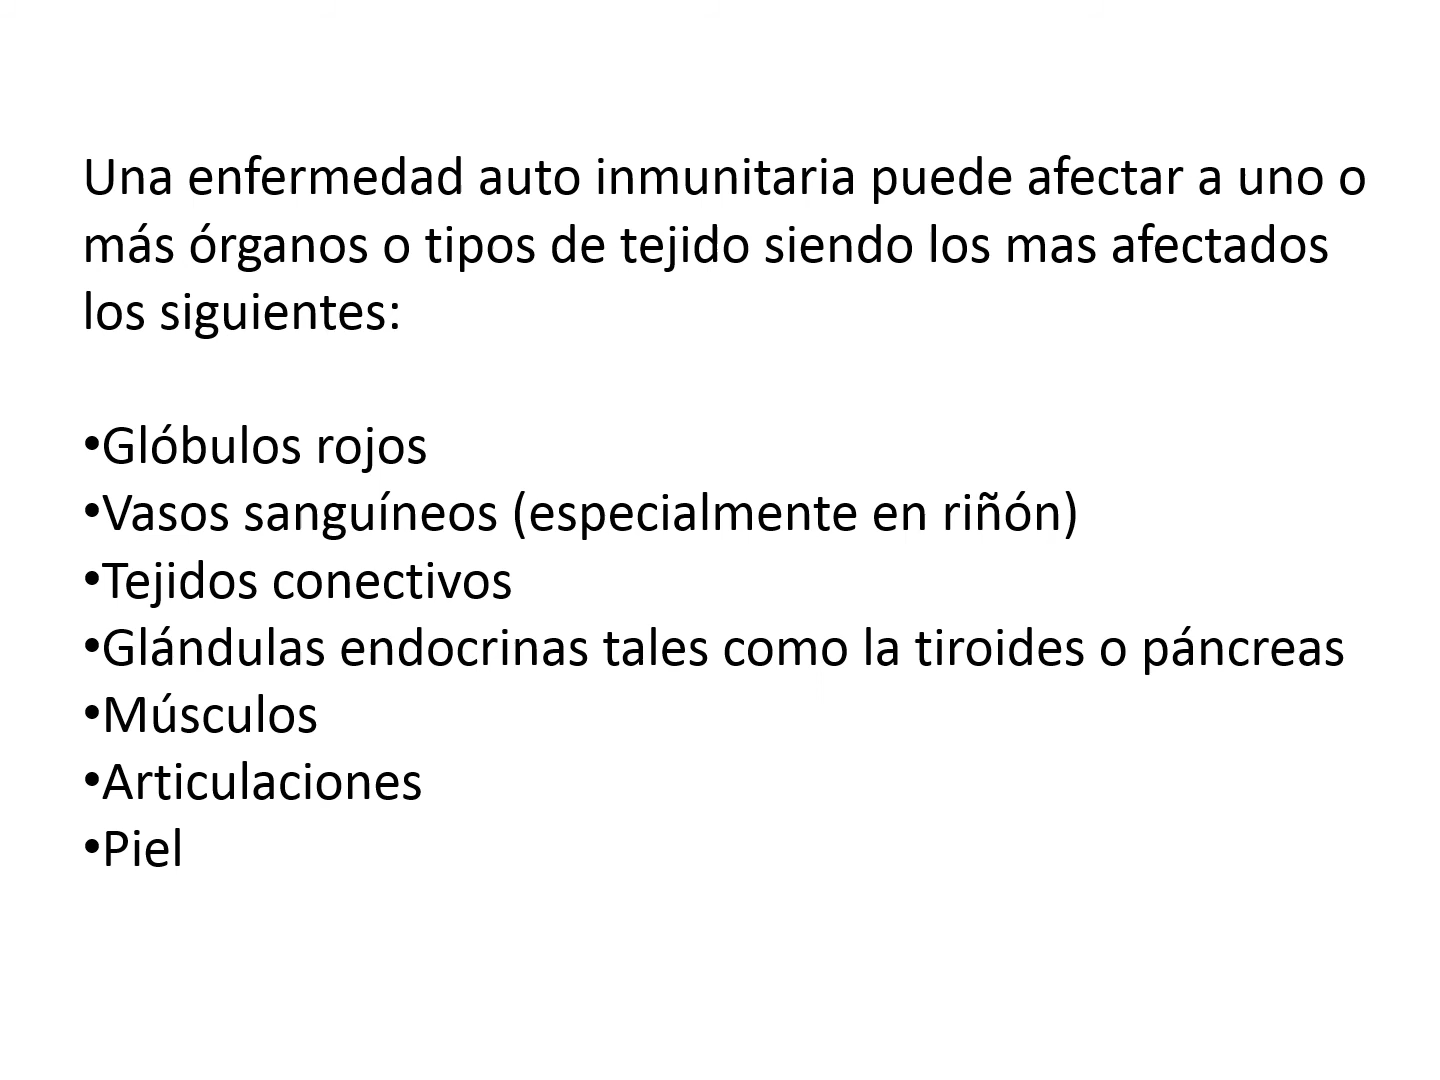 Una enfermedad auto inmunitaria puede afectar a uno o
más órganos o tipos de tejido siendo los mas afectados
los siguientes:
•Glóbulos rojos
•Vasos sanguíneos (especialmente en riñón)
•Tejidos conectivos
•Glándulas endocrinas tales como la tiroides o páncreas
•Músculos
•Articulaciones
•Piel